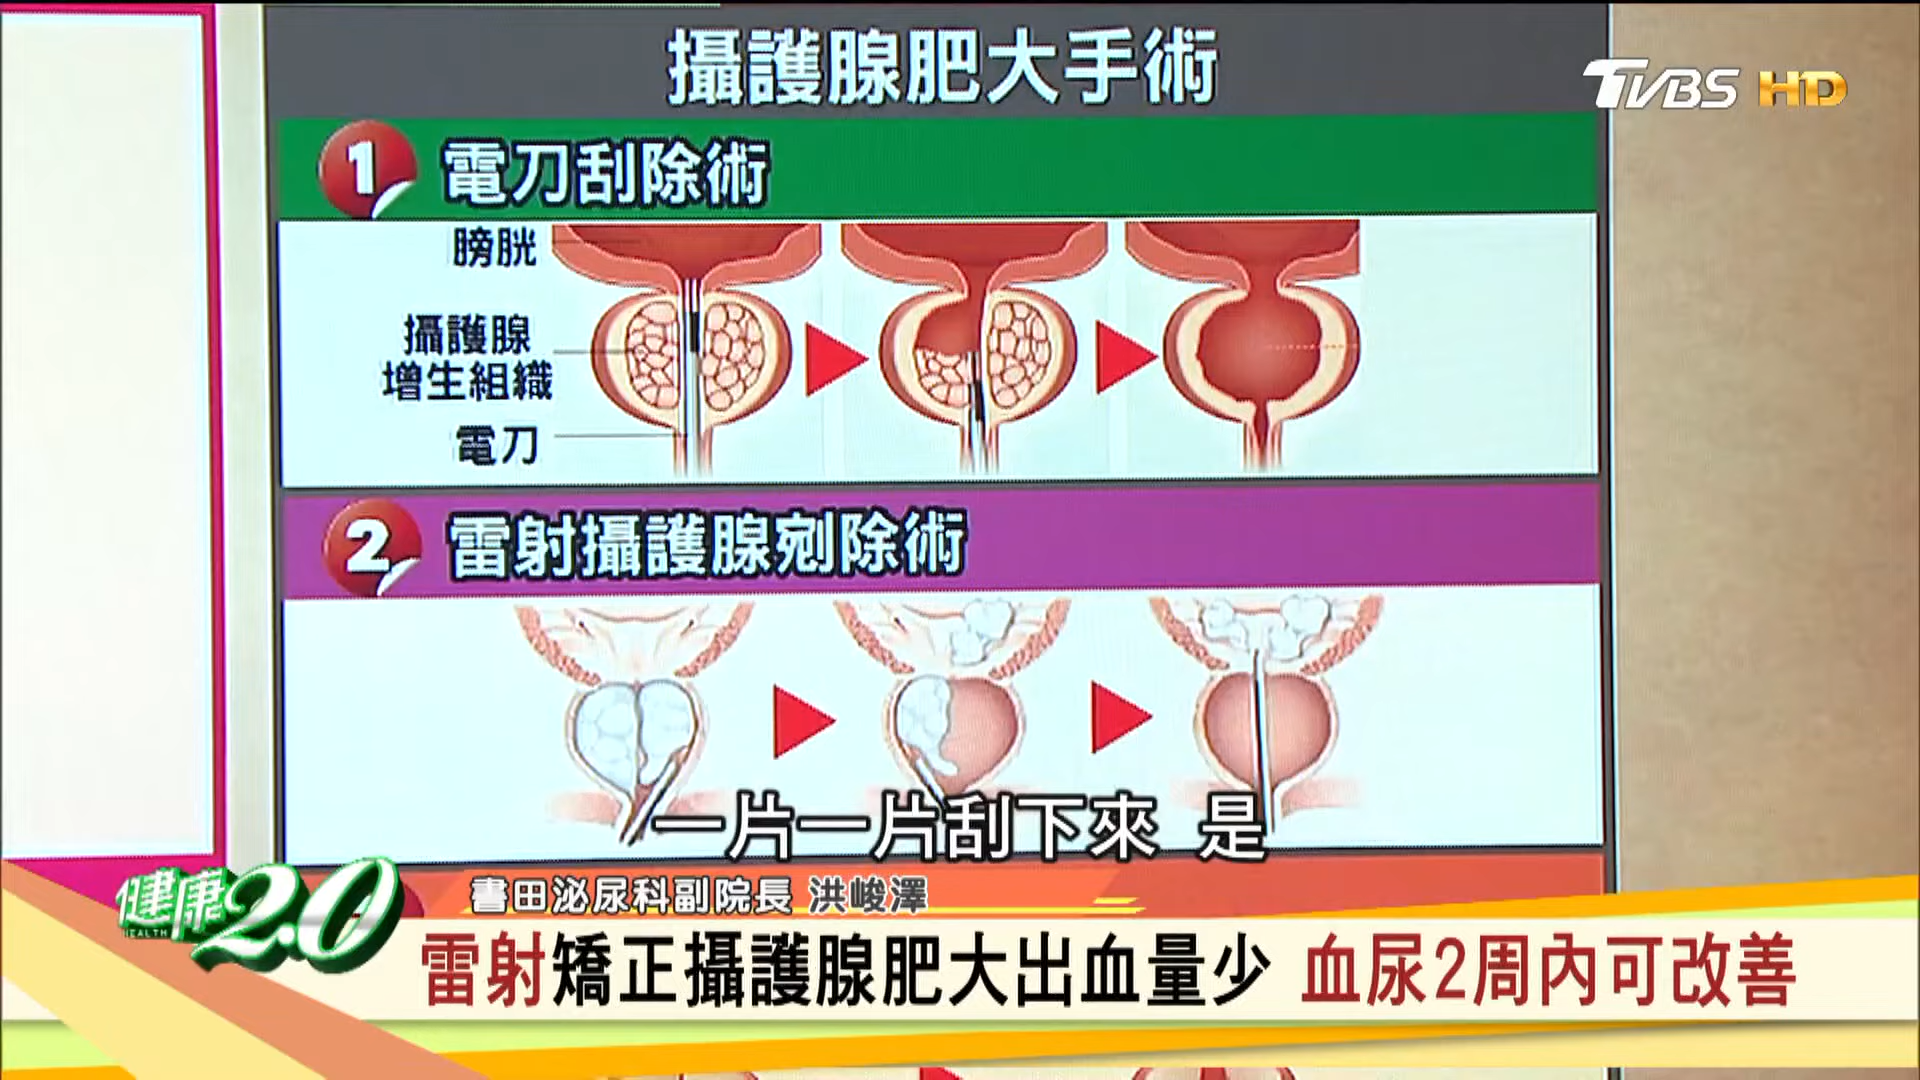 攝護腺肥大手術
TVBS HD
1 電刀刮除術
膀胱
攝護腺
增生組織
電刀
2 雷射攝護腺剜除術
一片一片刮下來 是
健康2.0
HEALTH
書田泌尿科副院長 洪峻澤
雷射矯正攝護腺肥大出血量少 血尿2周內可改善